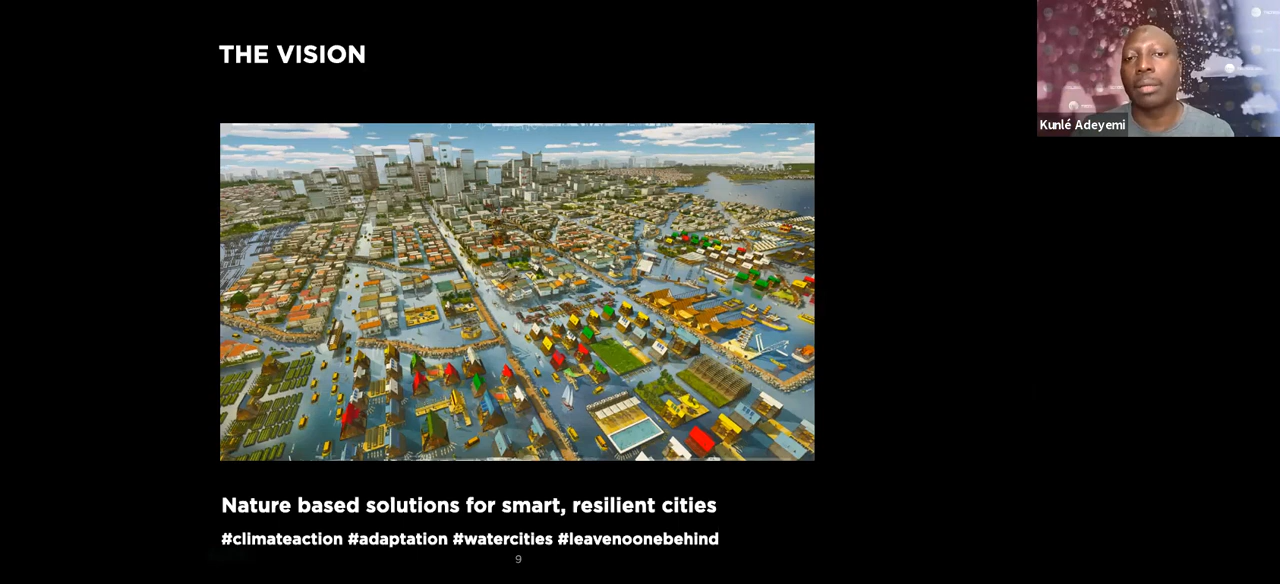 THE VISION
Kunlé Adeyemi
Nature based solutions for smart, resilient cities
#climateaction #adaptation #watercities #leavenoonebehind
9